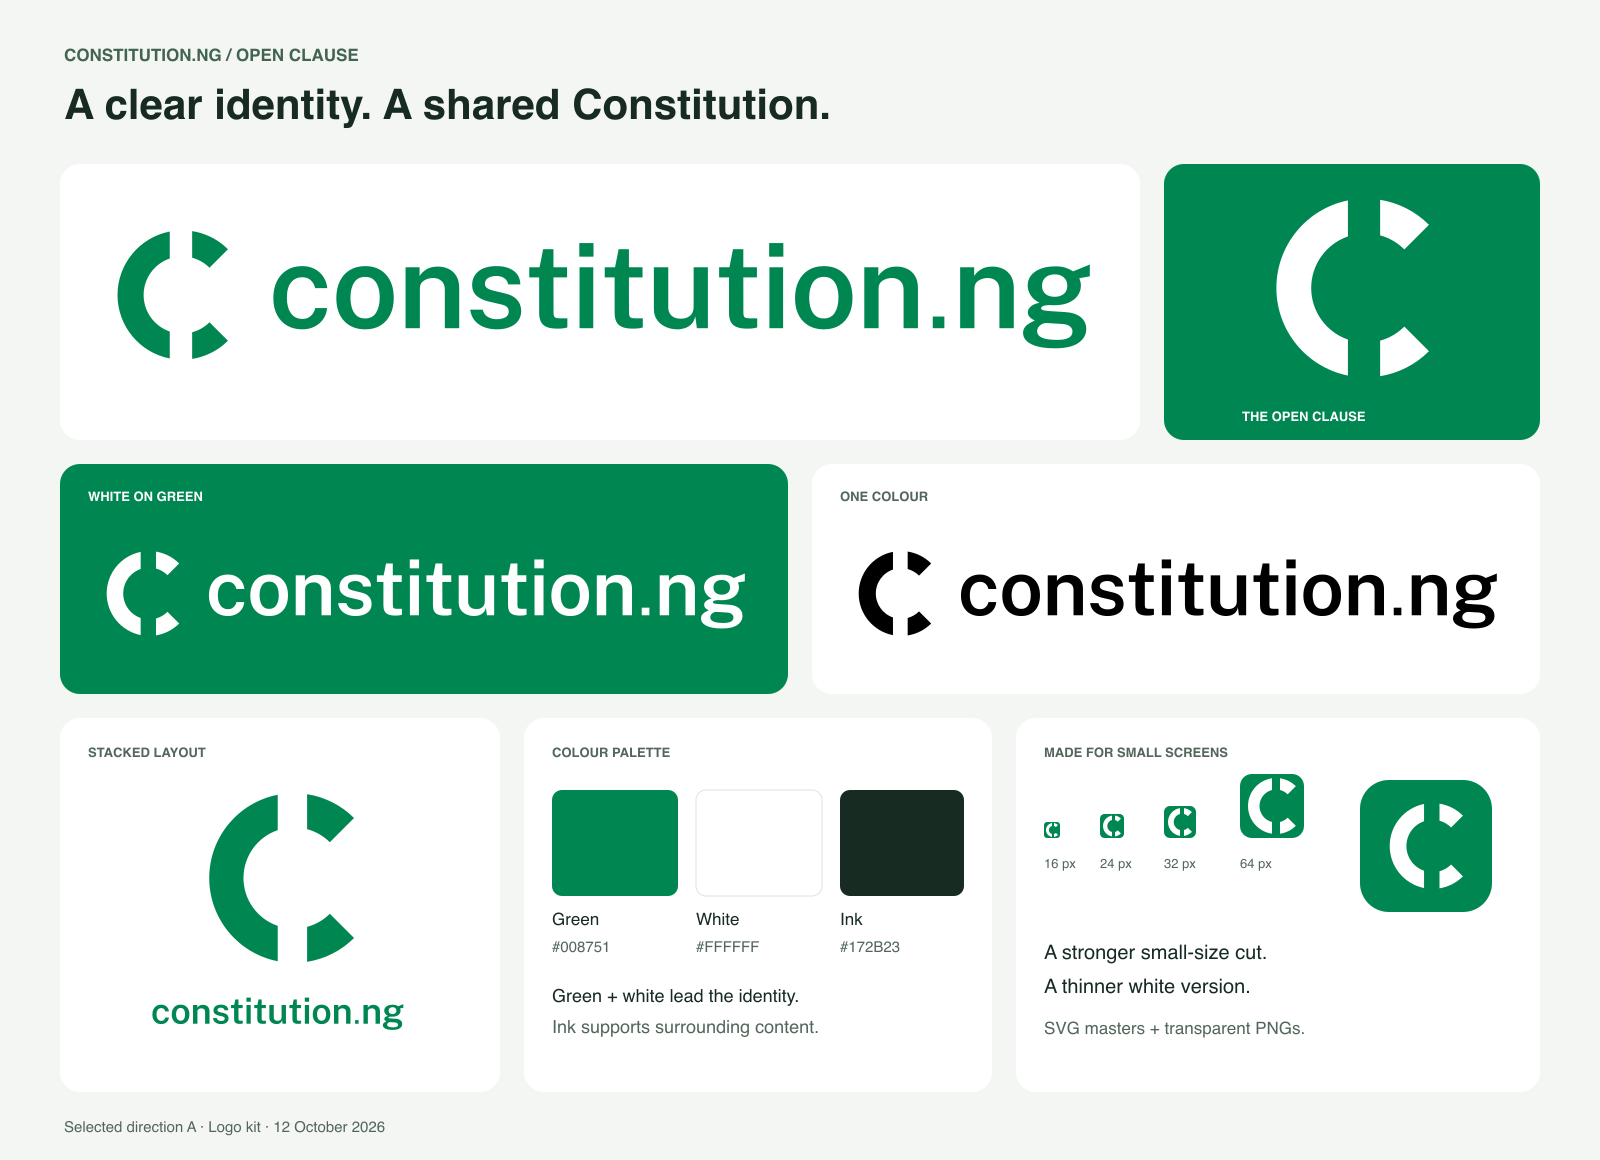 CONSTITUTION.NG / OPEN CLAUSE
A clear identity. A shared Constitution.
constitution.ng
THE OPEN CLAUSE
WHITE ON GREEN
constitution.ng
ONE COLOUR
constitution.ng
STACKED LAYOUT
constitution.ng
COLOUR PALETTE
Green
White
Ink
#008751
#FFFFFF
#172B23
Green + white lead the identity.
Ink supports surrounding content.
MADE FOR SMALL SCREENS
16 px
24 px
32 px
64 px
A stronger small-size cut.
A thinner white version.
SVG masters + transparent PNGs.
Selected direction A · Logo kit · 12 October 2026